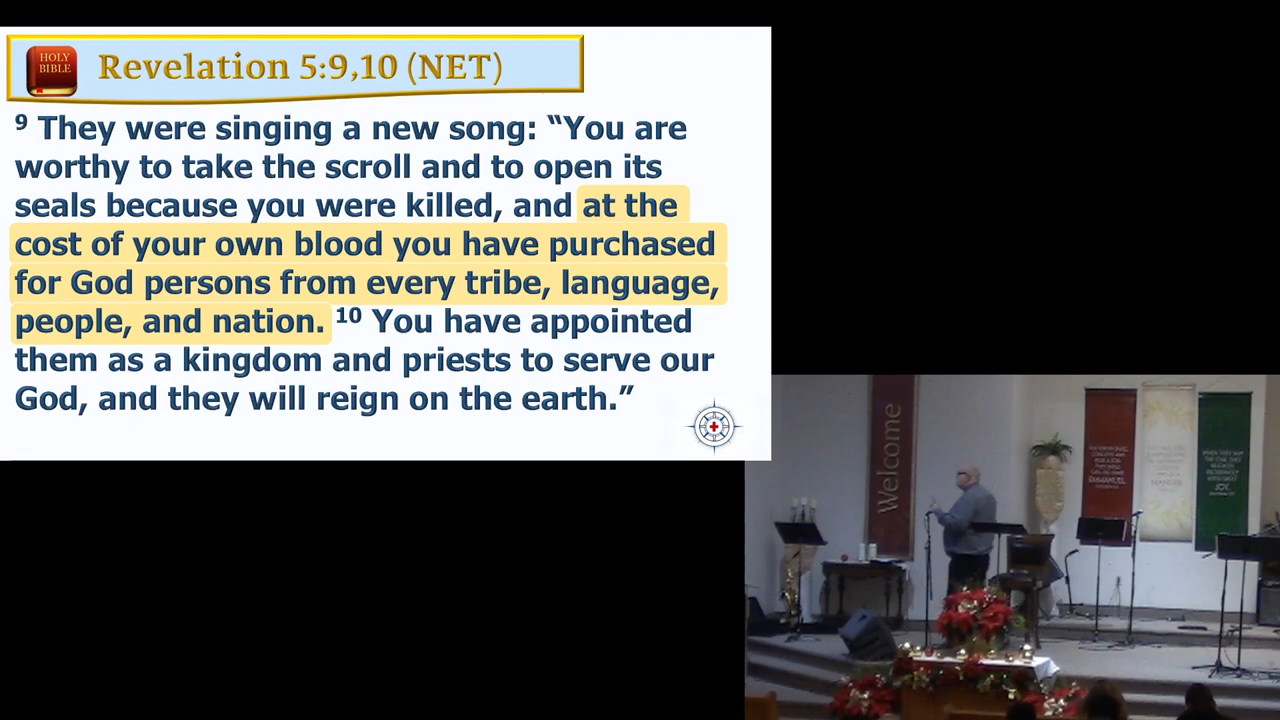 HOLY
BIBLE
Revelation 5:9,10 (NET)
⁹ They were singing a new song: “You are
worthy to take the scroll and to open its
seals because you were killed, and at the
cost of your own blood you have purchased
for God persons from every tribe, language,
people, and nation. ¹⁰ You have appointed
them as a kingdom and priests to serve our
God, and they will reign on the earth.”
Welcome
EMMANUEL
MANGER
JOY